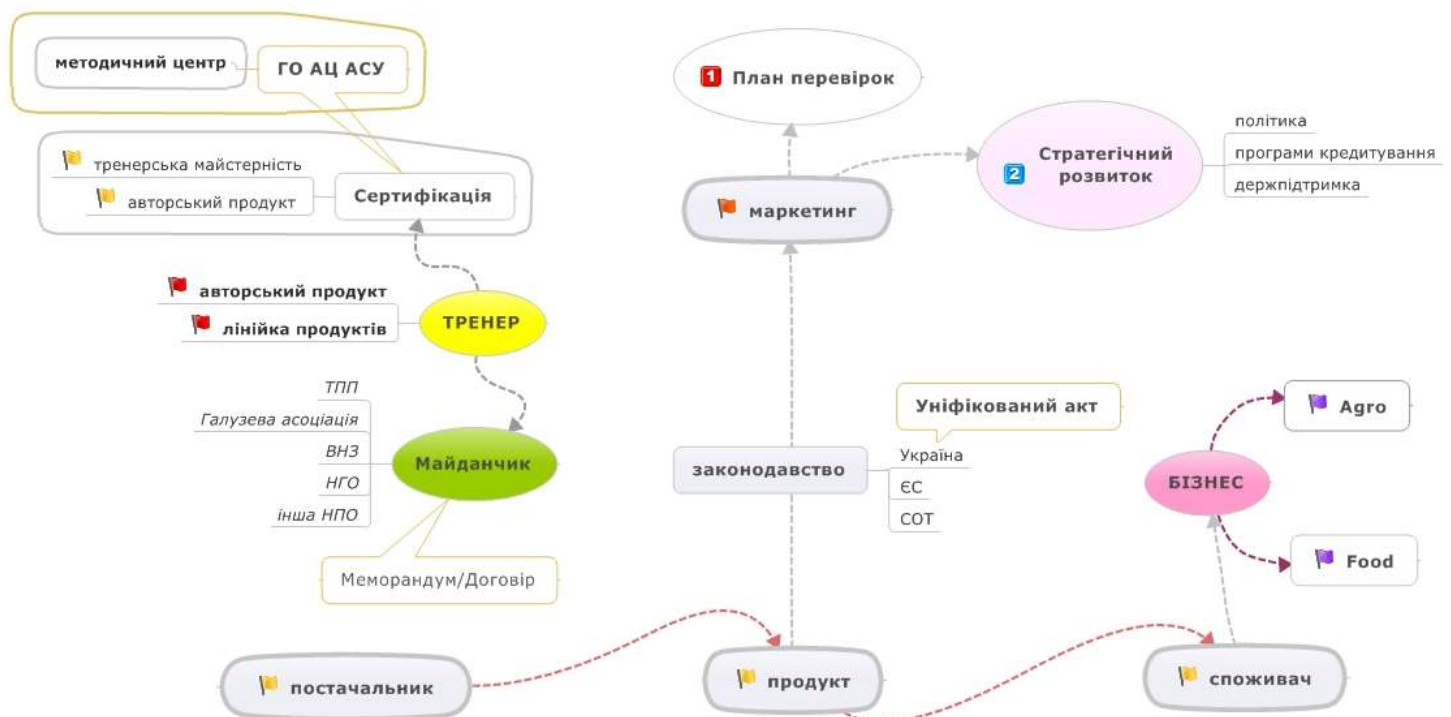 методичний центр
ГО АЦ АСУ
тренерська майстерність
авторський продукт
Сертифікація
авторський продукт
лінійка продуктів
ТРЕНЕР
ТПП
Галузева асоціація
ВНЗ
НГО
інша НПО
Майданчик
Меморандум/Договір
постачальник
1 План перевірок
2 Стратегічний
розвиток
політика
програми кредитування
держпідтримка
маркетинг
Уніфікований акт
законодавство
Україна
ЄС
СОТ
продукт
Agro
БІЗНЕС
Food
споживач